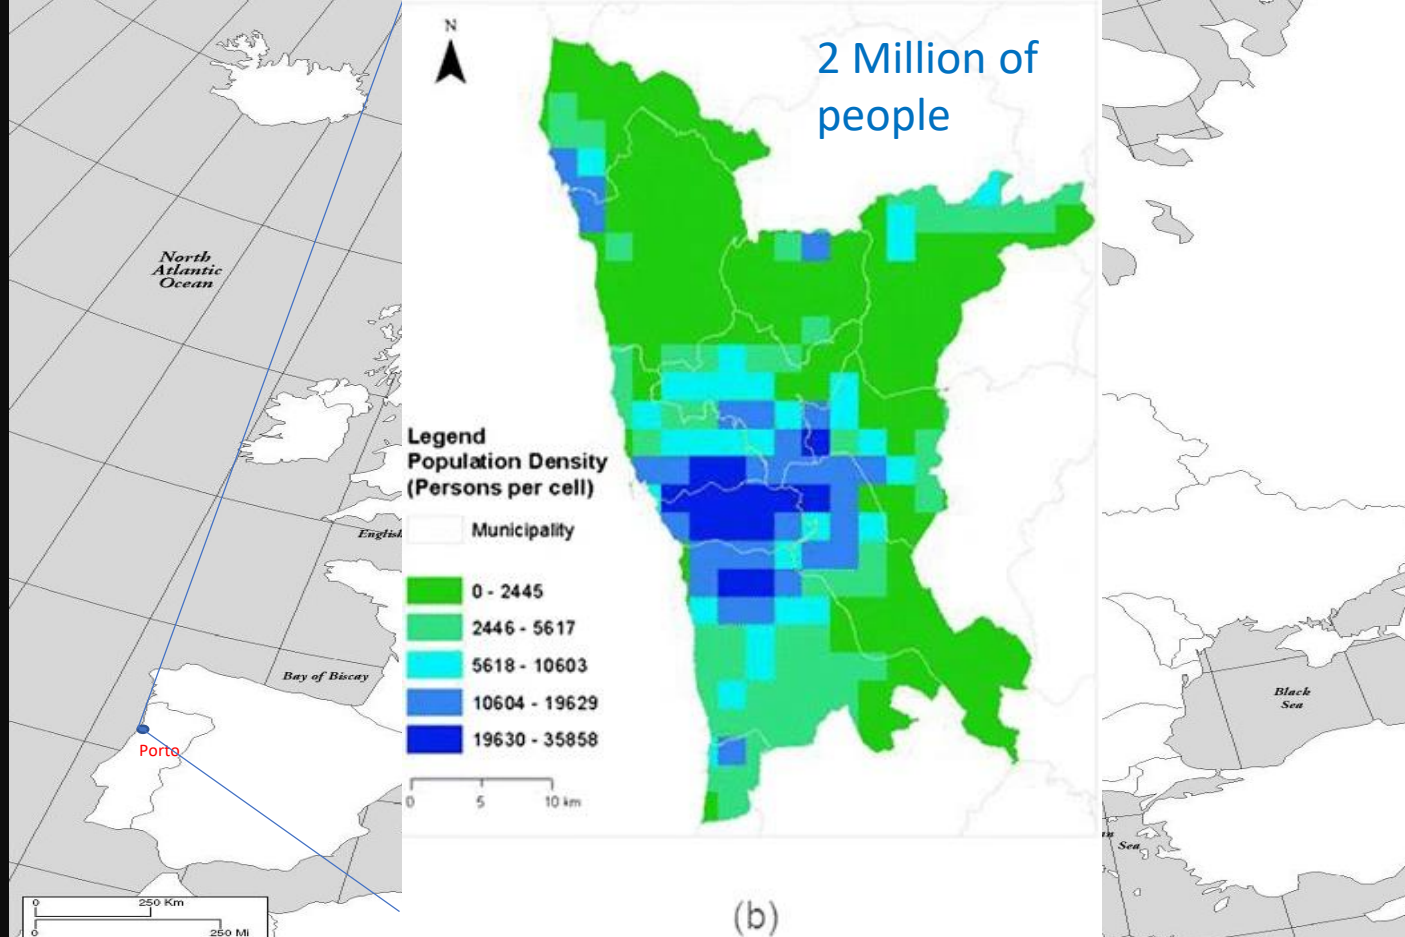 N
2 Million of
people
North
Atlantic
Ocean
Legend
Population Density
(Persons per cell)
Municipality
English
0 - 2445
2446 - 5617
5618 - 10603
10604 - 19629
19630 - 35858
0 5 10 km
Bay of Biscay
Porto
Black
Sea
an
Sea
0 250 Km
0 250 Mi
(b)